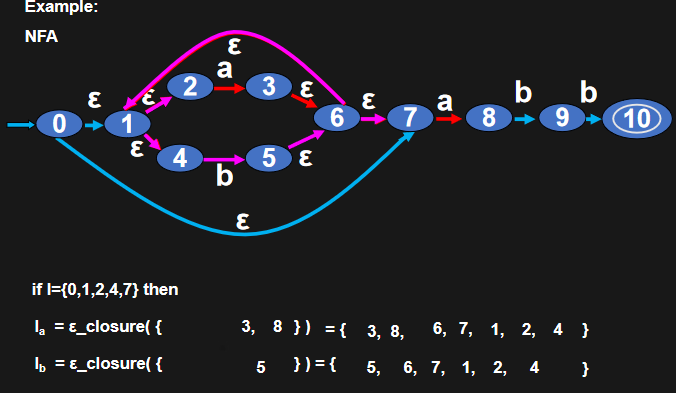 Example:
NFA
ε
a
ε ε 2 3 ε ε a b b
0 1 6 7 8 9 10
ε 4 5 ε
b
ε
if I={0,1,2,4,7} then
Ia = ε_closure( { 3, 8 } ) = { 3, 8, 6, 7, 1, 2, 4 }
Ib = ε_closure( { 5 } ) = { 5, 6, 7, 1, 2, 4 }